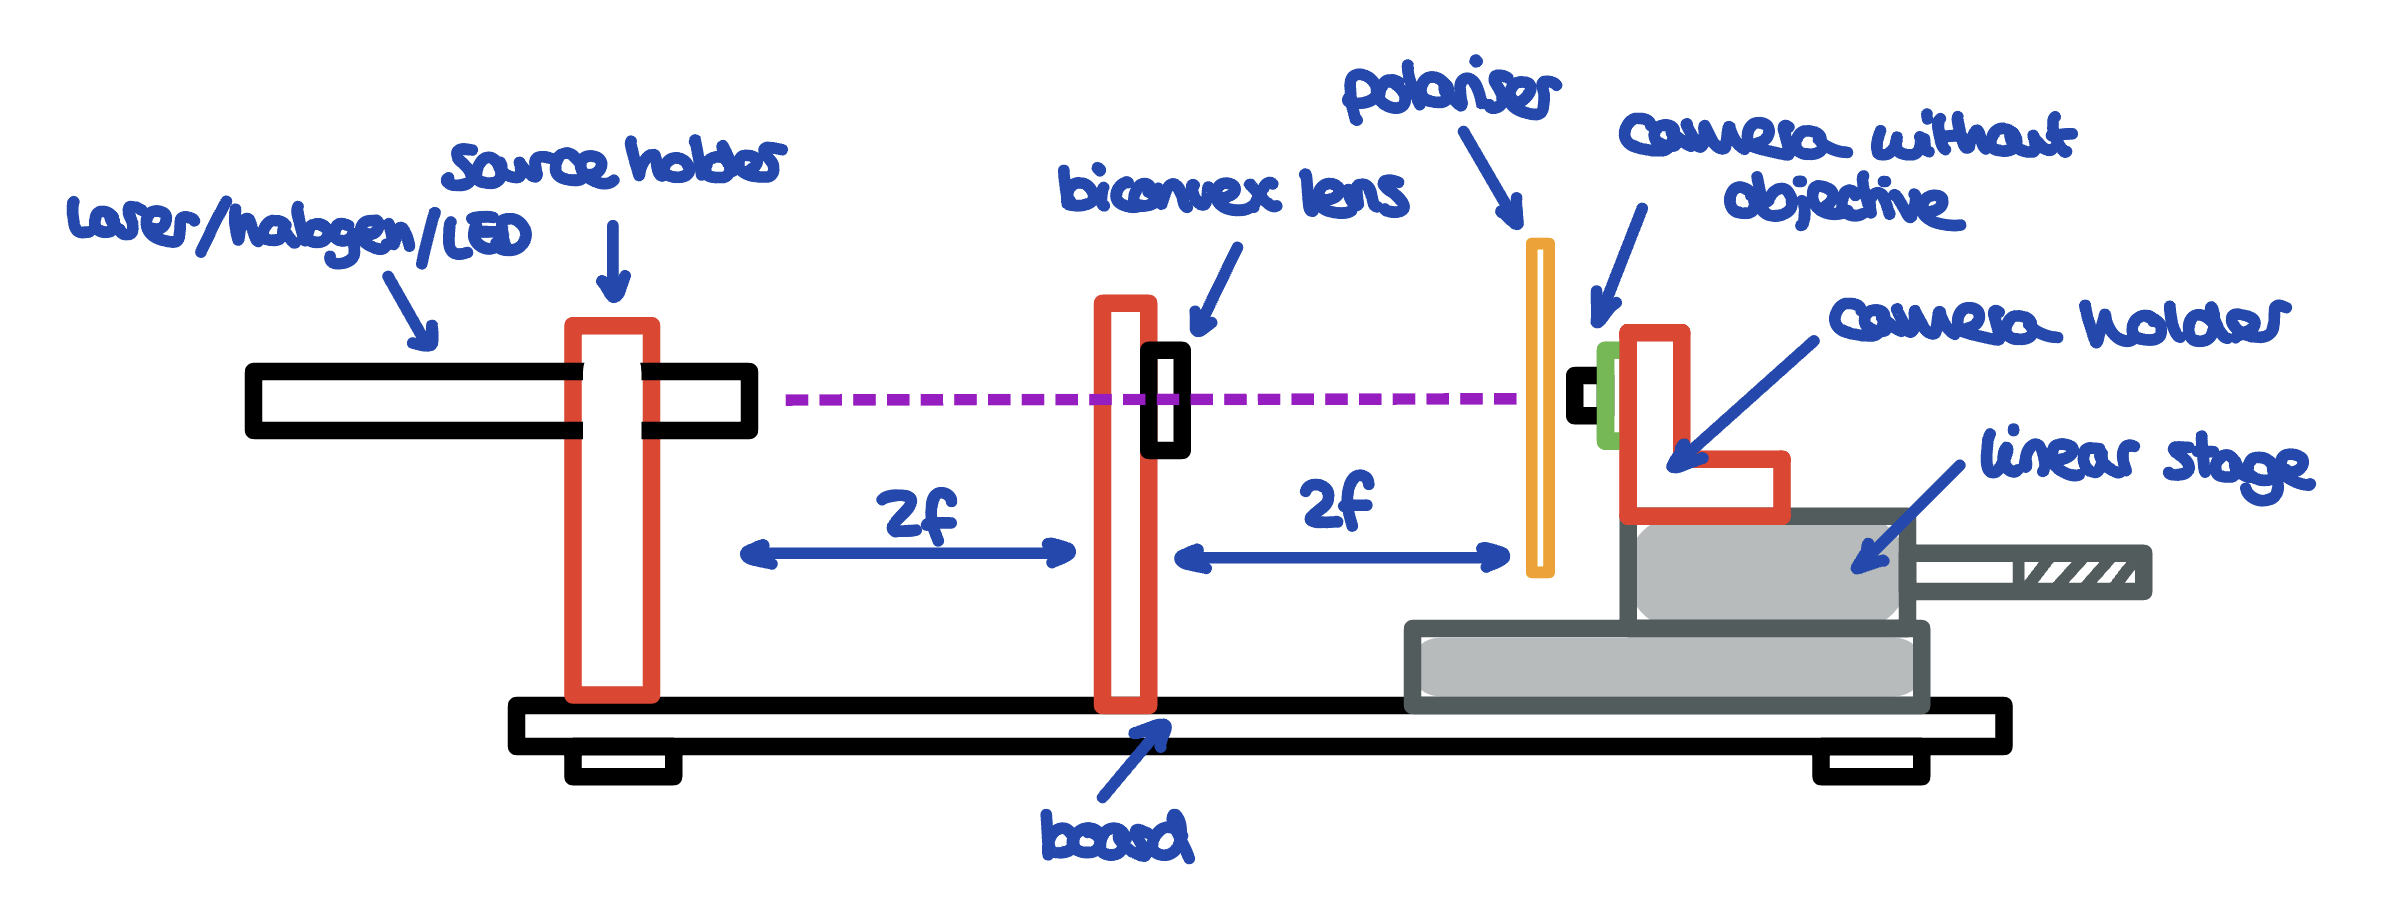 polariser
camera without
objective
source holder
biconvex lens
laser/halogen/LED
camera holder
linear stage
2f
2f
board